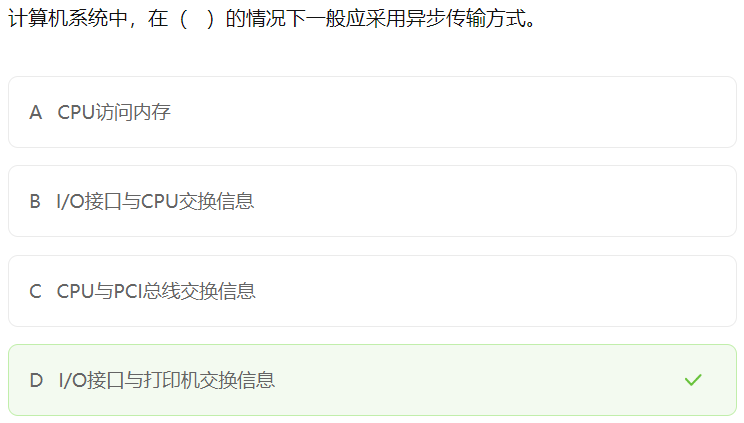 计算机系统中，在（　）的情况下一般应采用异步传输方式。
A CPU访问内存
B I/O接口与CPU交换信息
C CPU与PCI总线交换信息
D I/O接口与打印机交换信息